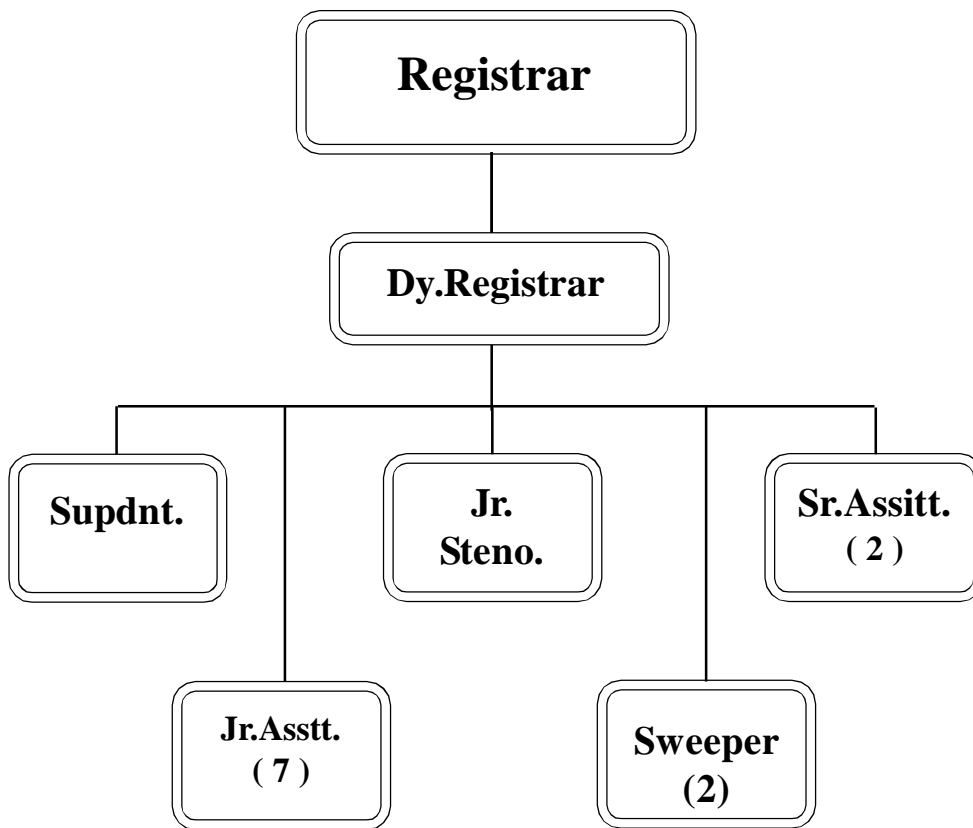 Registrar
Dy.Registrar
Supdnt.
Jr.
Steno.
Sr.Assitt.
( 2 )
Jr.Asstt.
( 7 )
Sweeper
(2)